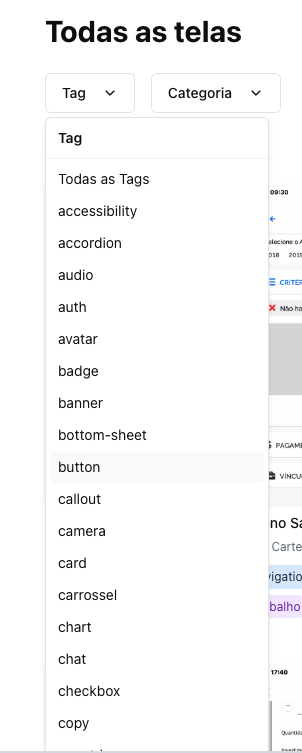 Todas as telas
Tag
Categoria
Tag
Todas as Tags
accessibility
accordion
audio
auth
avatar
badge
banner
bottom-sheet
button
callout
camera
card
carrossel
chart
chat
checkbox
copy
09:30
elecione o A
018 2019
CRITÉR
Não ha
PAGAME
VÍNCU
no Sa
Carte
vigatio
balho
17:40
Quantida